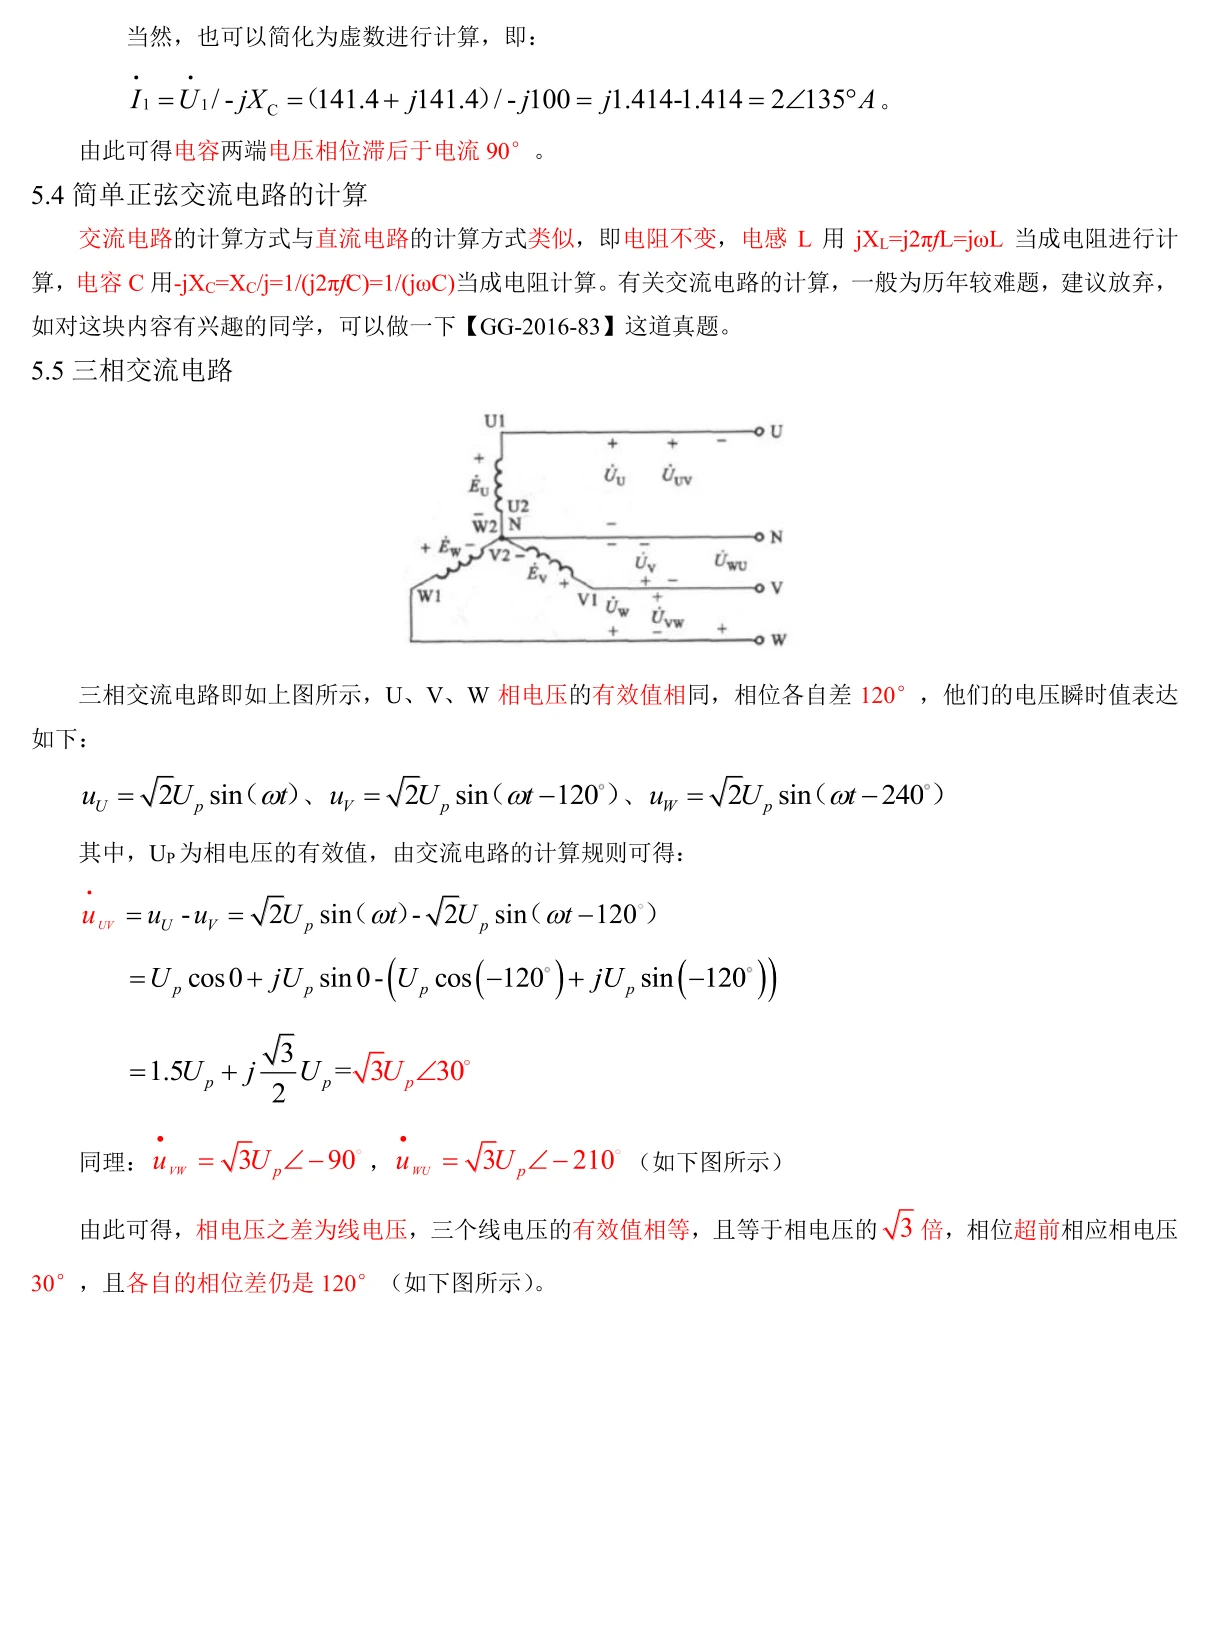 当然，也可以简化为虚数进行计算，即：
İ₁ = U̇₁/ -jX_C =（141.4+ j141.4）/ - j100 = j1.414-1.414 = 2∠135° A。
由此可得电容两端电压相位滞后于电流 90°。
5.4 简单正弦交流电路的计算
交流电路的计算方式与直流电路的计算方式类似，即电阻不变，电感 L 用 jX_L=j2πfL=jωL 当成电阻进行计
算，电容 C 用-jX_C=X_C/j=1/(j2πfC)=1/(jωC)当成电阻计算。有关交流电路的计算，一般为历年较难题，建议放弃，
如对这块内容有兴趣的同学，可以做一下【GG-2016-83】这道真题。
5.5 三相交流电路
U1
U
+ + −
+
Ė_U U̇_U U̇_UV
U2
− W2 N −
N
+ Ė_W − V2 − − −
Ė_V + U̇_V U̇_WU
+ −
V
W1 V1 U̇_W + U̇_VW
+ − +
W
三相交流电路即如上图所示，U、V、W 相电压的有效值相同，相位各自差 120°，他们的电压瞬时值表达
如下：
u_U = √2U_p sin（ωt）、u_V = √2U_p sin（ωt −120°）、u_W = √2U_p sin（ωt − 240°）
其中，U_P 为相电压的有效值，由交流电路的计算规则可得：
u̇_UV = u_U - u_V = √2U_p sin（ωt）- √2U_p sin（ωt −120°）
= U_p cos 0 + jU_p sin 0 - (U_p cos(−120°) + jU_p sin(−120°))
=1.5U_p + j √3/2 U_p = √3U_p∠30°
同理：u̇_VW = √3U_p∠ − 90°，u̇_WU = √3U_p∠ − 210°（如下图所示）
由此可得，相电压之差为线电压，三个线电压的有效值相等，且等于相电压的 √3 倍，相位超前相应相电压
30°，且各自的相位差仍是 120°（如下图所示）。